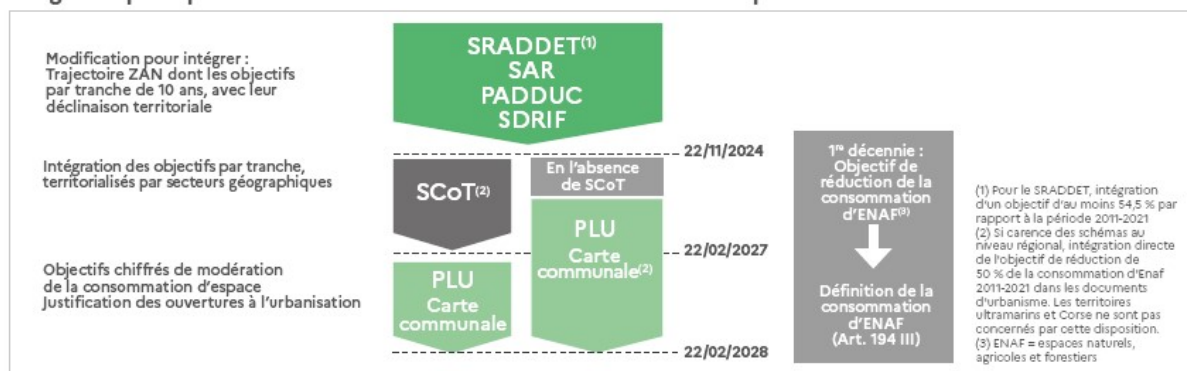 Modification pour intégrer :
Trajectoire ZAN dont les objectifs
par tranche de 10 ans, avec leur
déclinaison territoriale
SRADDET(1)
SAR
PADDUC
SDRIF
22/11/2024
Intégration des objectifs par tranche,
territorialisés par secteurs géographiques
SCoT(2)
En l'absence
de SCoT
PLU
Carte
communale(2)
22/02/2027
Objectifs chiffrés de modération
de la consommation d'espace
Justification des ouvertures à l'urbanisation
PLU
Carte
communale
22/02/2028
1re décennie :
Objectif de
réduction de la
consommation
d'ENAF(3)
Définition de la
consommation
d'ENAF
(Art. 194 III)
(1) Pour le SRADDET, intégration
d'un objectif d'au moins 54,5 % par
rapport à la période 2011-2021
(2) Si carence des schémas au
niveau régional, intégration directe
de l'objectif de réduction de
50 % de la consommation d'Enaf
2011-2021 dans les documents
d'urbanisme. Les territoires
ultramarins et Corse ne sont pas
concernés par cette disposition.
(3) ENAF = espaces naturels,
agricoles et forestiers